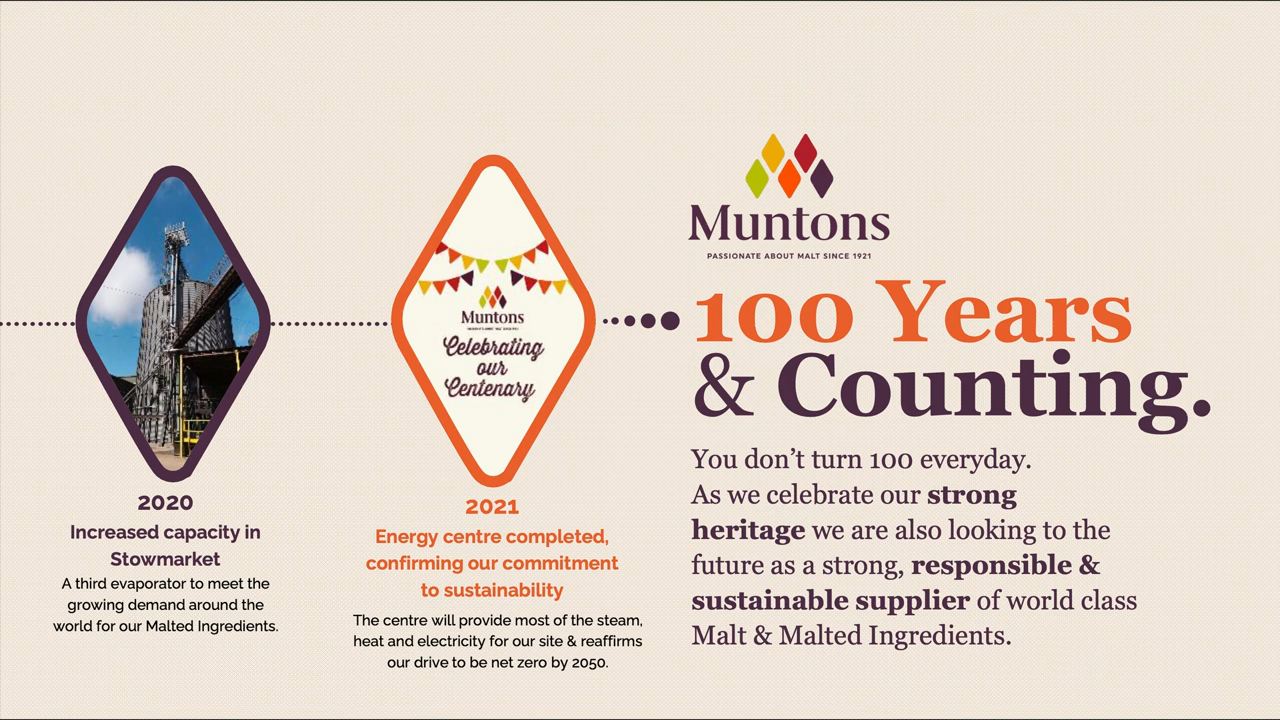 2020
Increased capacity in
Stowmarket
A third evaporator to meet the
growing demand around the
world for our Malted Ingredients.
Muntons
Celebrating
our
Centenary
2021
Energy centre completed,
confirming our commitment
to sustainability
The centre will provide most of the steam,
heat and electricity for our site & reaffirms
our drive to be net zero by 2050.
Muntons
PASSIONATE ABOUT MALT SINCE 1921
100 Years
& Counting.
You don’t turn 100 everyday.
As we celebrate our strong
heritage we are also looking to the
future as a strong, responsible &
sustainable supplier of world class
Malt & Malted Ingredients.